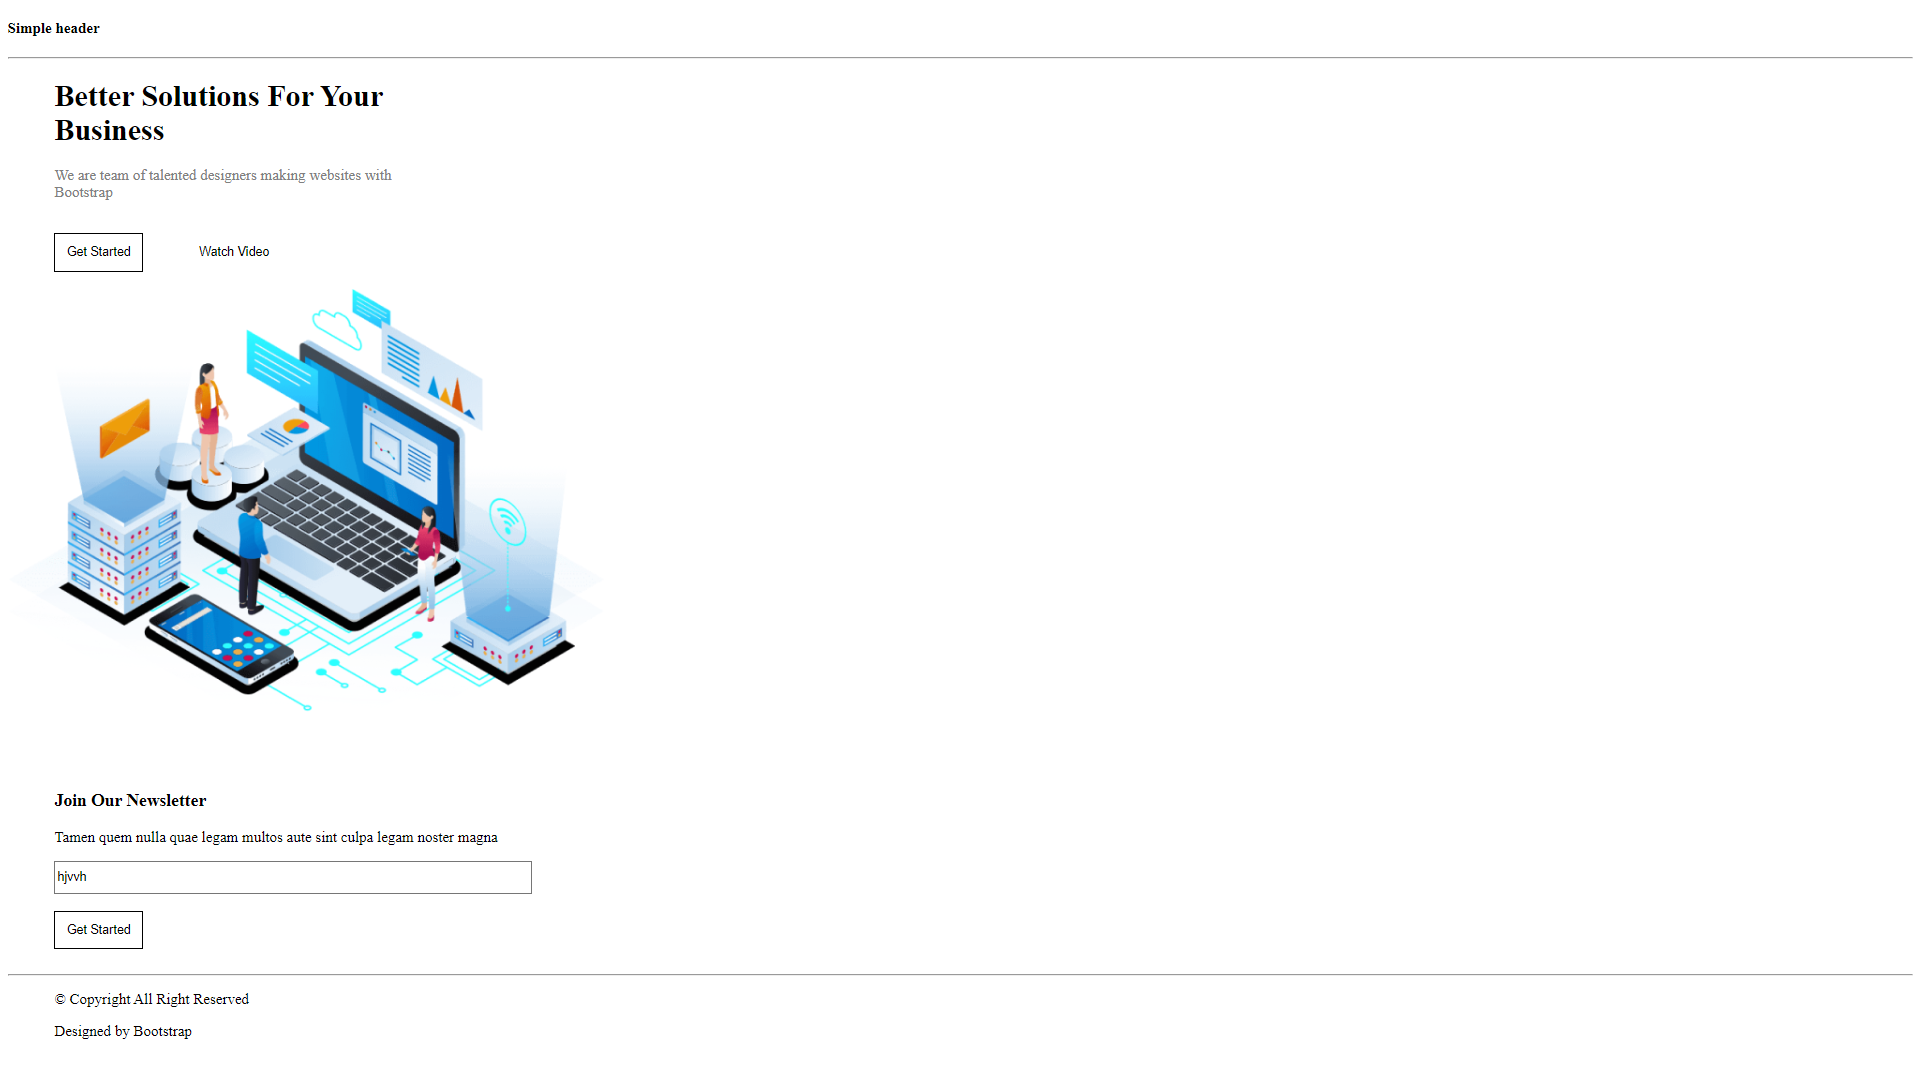 Simple header
Better Solutions For Your
Business
We are team of talented designers making websites with
Bootstrap
Get Started
Watch Video
Join Our Newsletter
Tamen quem nulla quae legam multos aute sint culpa legam noster magna
hjvvh
Get Started
© Copyright All Right Reserved
Designed by Bootstrap